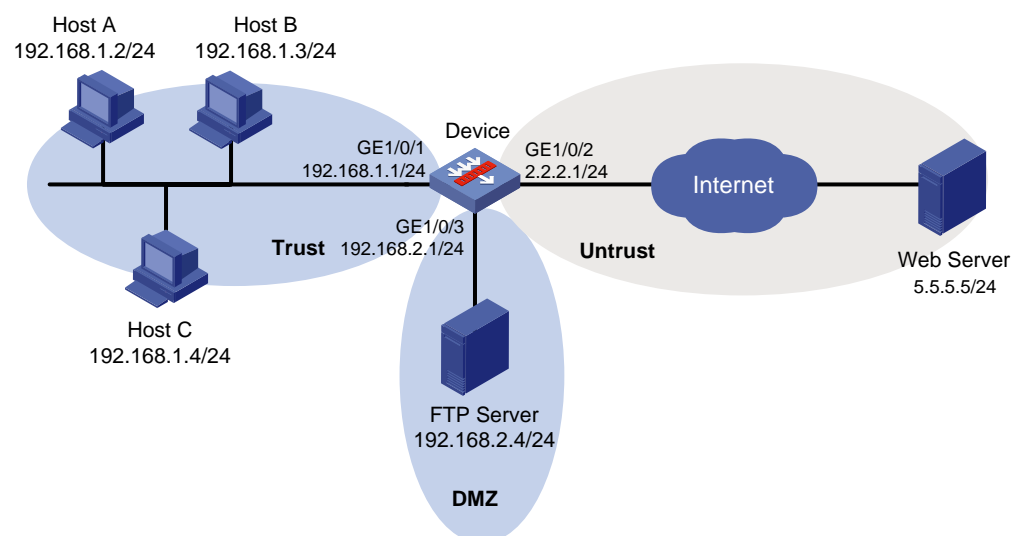 Host A
192.168.1.2/24
Host B
192.168.1.3/24
Device
GE1/0/1
192.168.1.1/24
GE1/0/2
2.2.2.1/24
Internet
GE1/0/3
192.168.2.1/24
Trust
Untrust
Web Server
5.5.5.5/24
Host C
192.168.1.4/24
FTP Server
192.168.2.4/24
DMZ